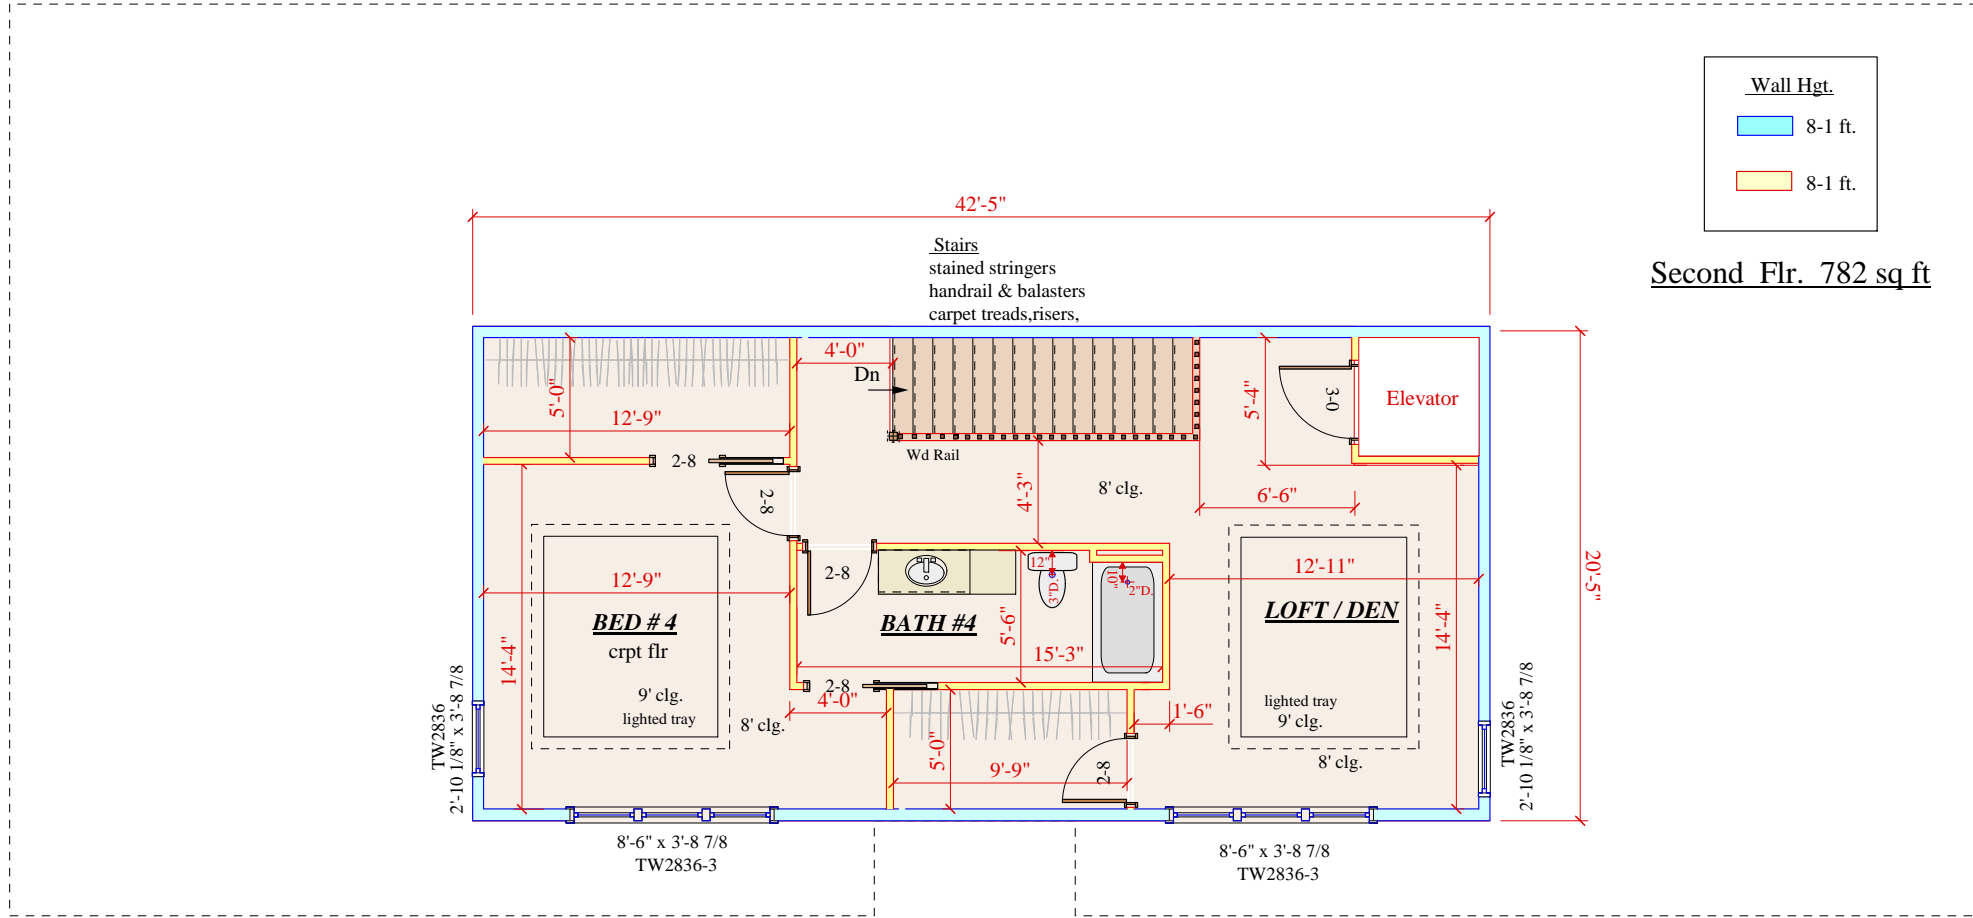 Wall Hgt.
8-1 ft.
8-1 ft.
Second Flr. 782 sq ft
42'-5"
Stairs
stained stringers
handrail & balasters
carpet treads,risers,
4'-0"
Dn
5'-0"
12'-9"
2-8
2-8
Wd Rail
4'-3"
8' clg.
5'-4"
3-0
Elevator
6'-6"
20'-5"
12'-9"
BED # 4
crpt flr
14'-4"
9' clg.
lighted tray
8' clg.
2-8
BATH #4
12"
3"D.
10"
2"D.
5'-6"
15'-3"
2-8
4'-0"
12'-11"
LOFT / DEN
14'-4"
lighted tray
9' clg.
8' clg.
1'-6"
5'-0"
9'-9"
2-8
TW2836
2'-10 1/8" x 3'-8 7/8
TW2836
2'-10 1/8" x 3'-8 7/8
8'-6" x 3'-8 7/8
TW2836-3
8'-6" x 3'-8 7/8
TW2836-3